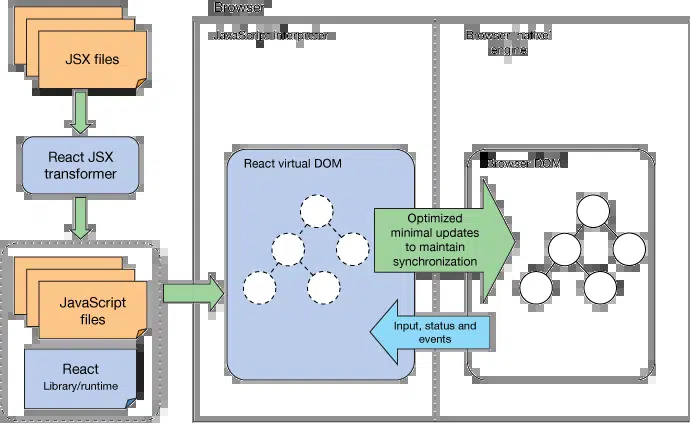 Browser
JSX files
JavaScript Interpreter
Browser (native)
engine
React JSX
transformer
React virtual DOM
Browser DOM
Optimized
minimal updates
to maintain
synchronization
JavaScript
files
Input, status and
events
React
Library/runtime